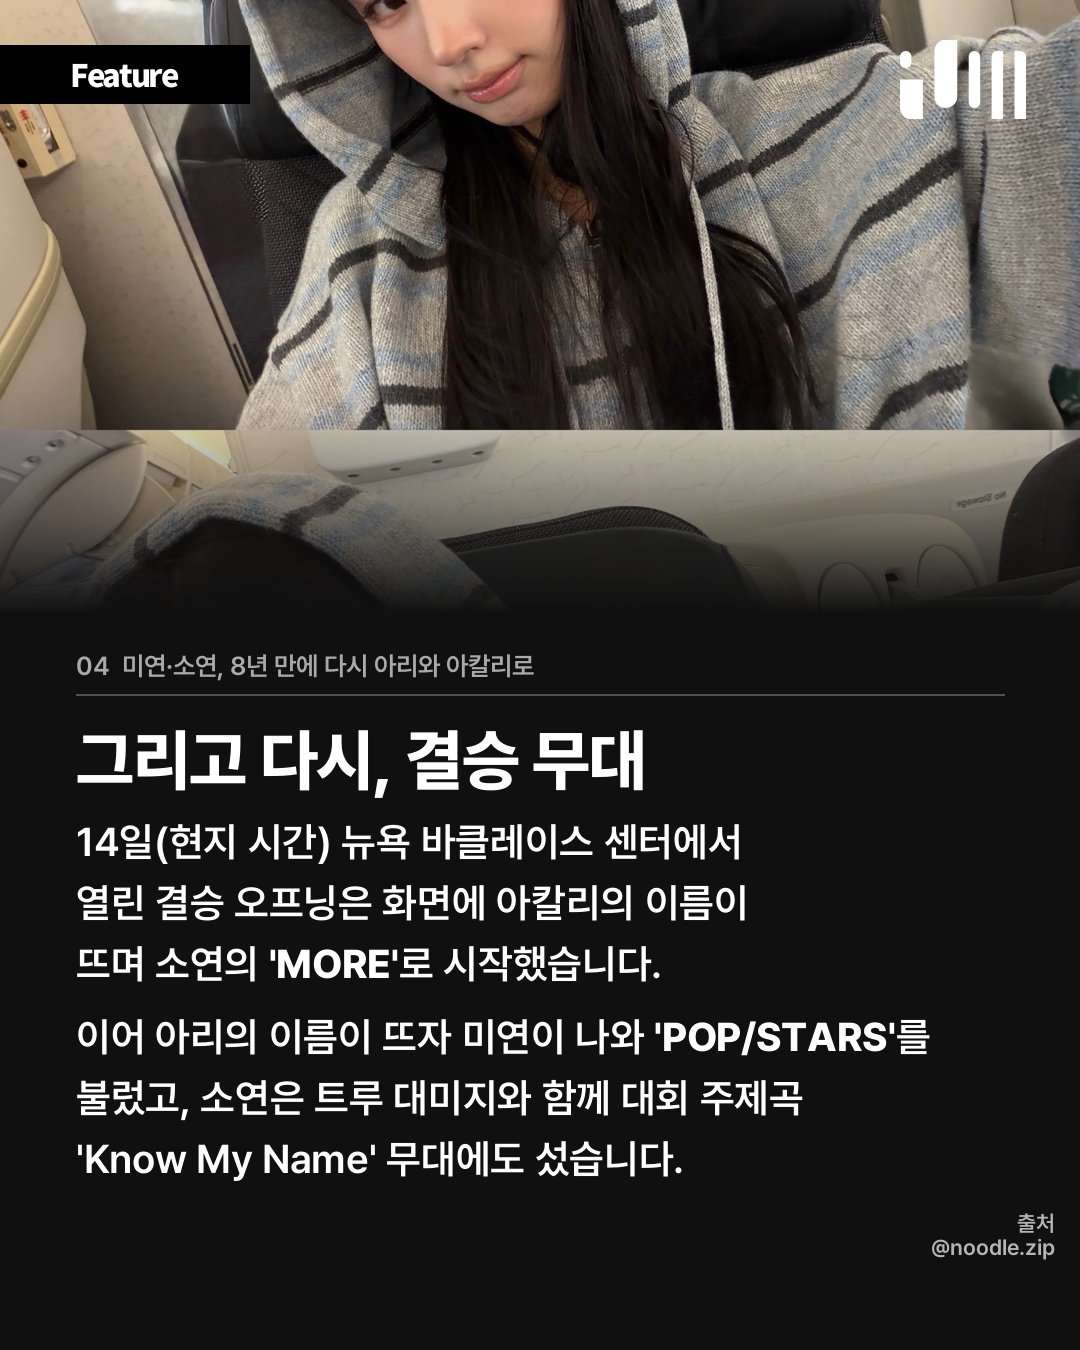 Feature
04 미연·소연, 8년 만에 다시 아리와 아칼리로
그리고 다시, 결승 무대
14일(현지 시간) 뉴욕 바클레이스 센터에서
열린 결승 오프닝은 화면에 아칼리의 이름이
뜨며 소연의 'MORE'로 시작했습니다.
이어 아리의 이름이 뜨자 미연이 나와 'POP/STARS'를
불렀고, 소연은 트루 대미지와 함께 대회 주제곡
'Know My Name' 무대에도 섰습니다.
출처
@noodle.zip